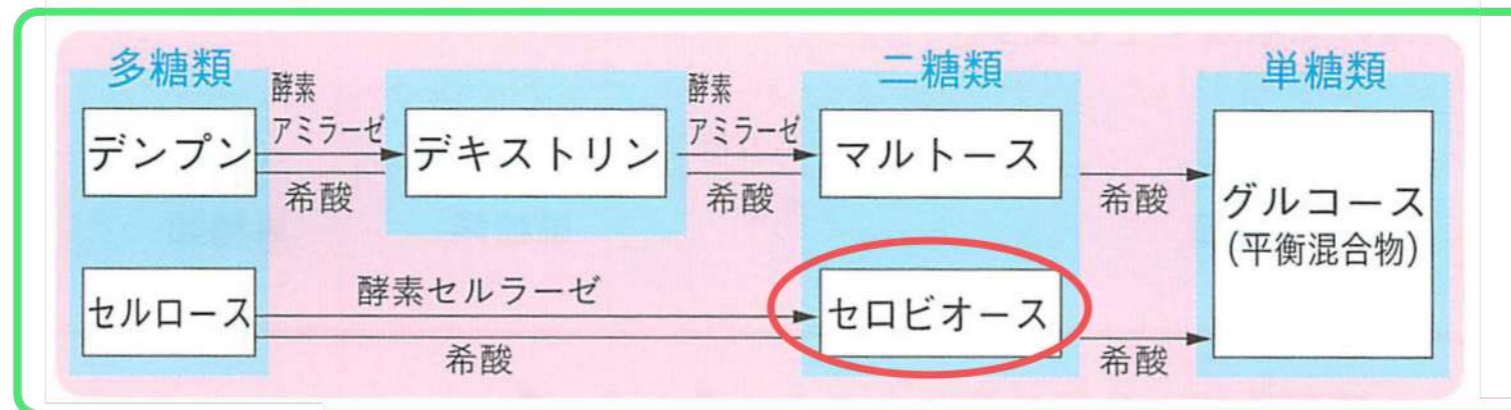 多糖類
二糖類
単糖類
酵素
アミラーゼ
酵素
アミラーゼ
デンプン
デキストリン
マルトース
希酸
希酸
希酸
グルコース
(平衡混合物)
酵素セルラーゼ
セルロース
セロビオース
希酸
希酸